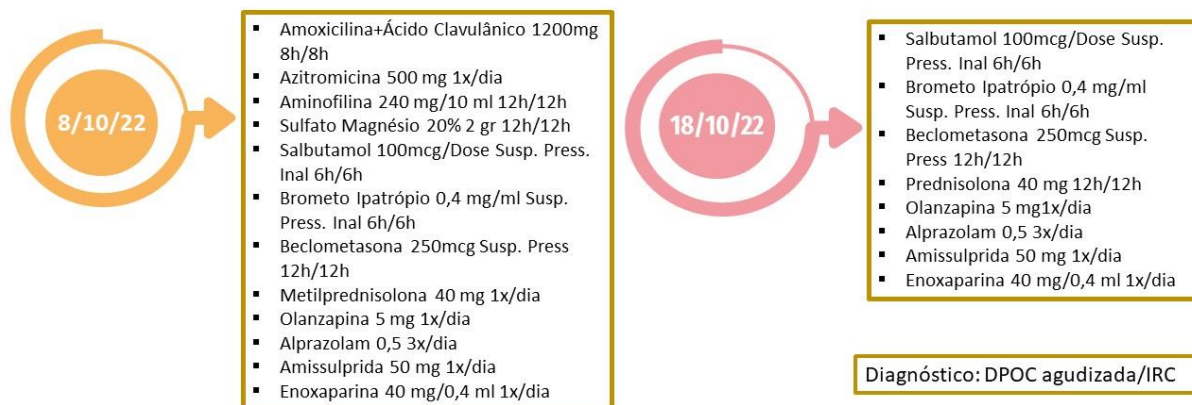 8/10/22
▪ Amoxicilina+Ácido Clavulânico 1200mg
8h/8h
▪ Azitromicina 500 mg 1x/dia
▪ Aminofilina 240 mg/10 ml 12h/12h
▪ Sulfato Magnésio 20% 2 gr 12h/12h
▪ Salbutamol 100mcg/Dose Susp. Press.
Inal 6h/6h
▪ Brometo Ipatrópio 0,4 mg/ml Susp.
Press. Inal 6h/6h
▪ Beclometasona 250mcg Susp. Press
12h/12h
▪ Metilprednisolona 40 mg 1x/dia
▪ Olanzapina 5 mg 1x/dia
▪ Alprazolam 0,5 3x/dia
▪ Amissulprida 50 mg 1x/dia
▪ Enoxaparina 40 mg/0,4 ml 1x/dia
18/10/22
▪ Salbutamol 100mcg/Dose Susp.
Press. Inal 6h/6h
▪ Brometo Ipatrópio 0,4 mg/ml
Susp. Press. Inal 6h/6h
▪ Beclometasona 250mcg Susp.
Press 12h/12h
▪ Prednisolona 40 mg 12h/12h
▪ Olanzapina 5 mg1x/dia
▪ Alprazolam 0,5 3x/dia
▪ Amissulprida 50 mg 1x/dia
▪ Enoxaparina 40 mg/0,4 ml 1x/dia
Diagnóstico: DPOC agudizada/IRC